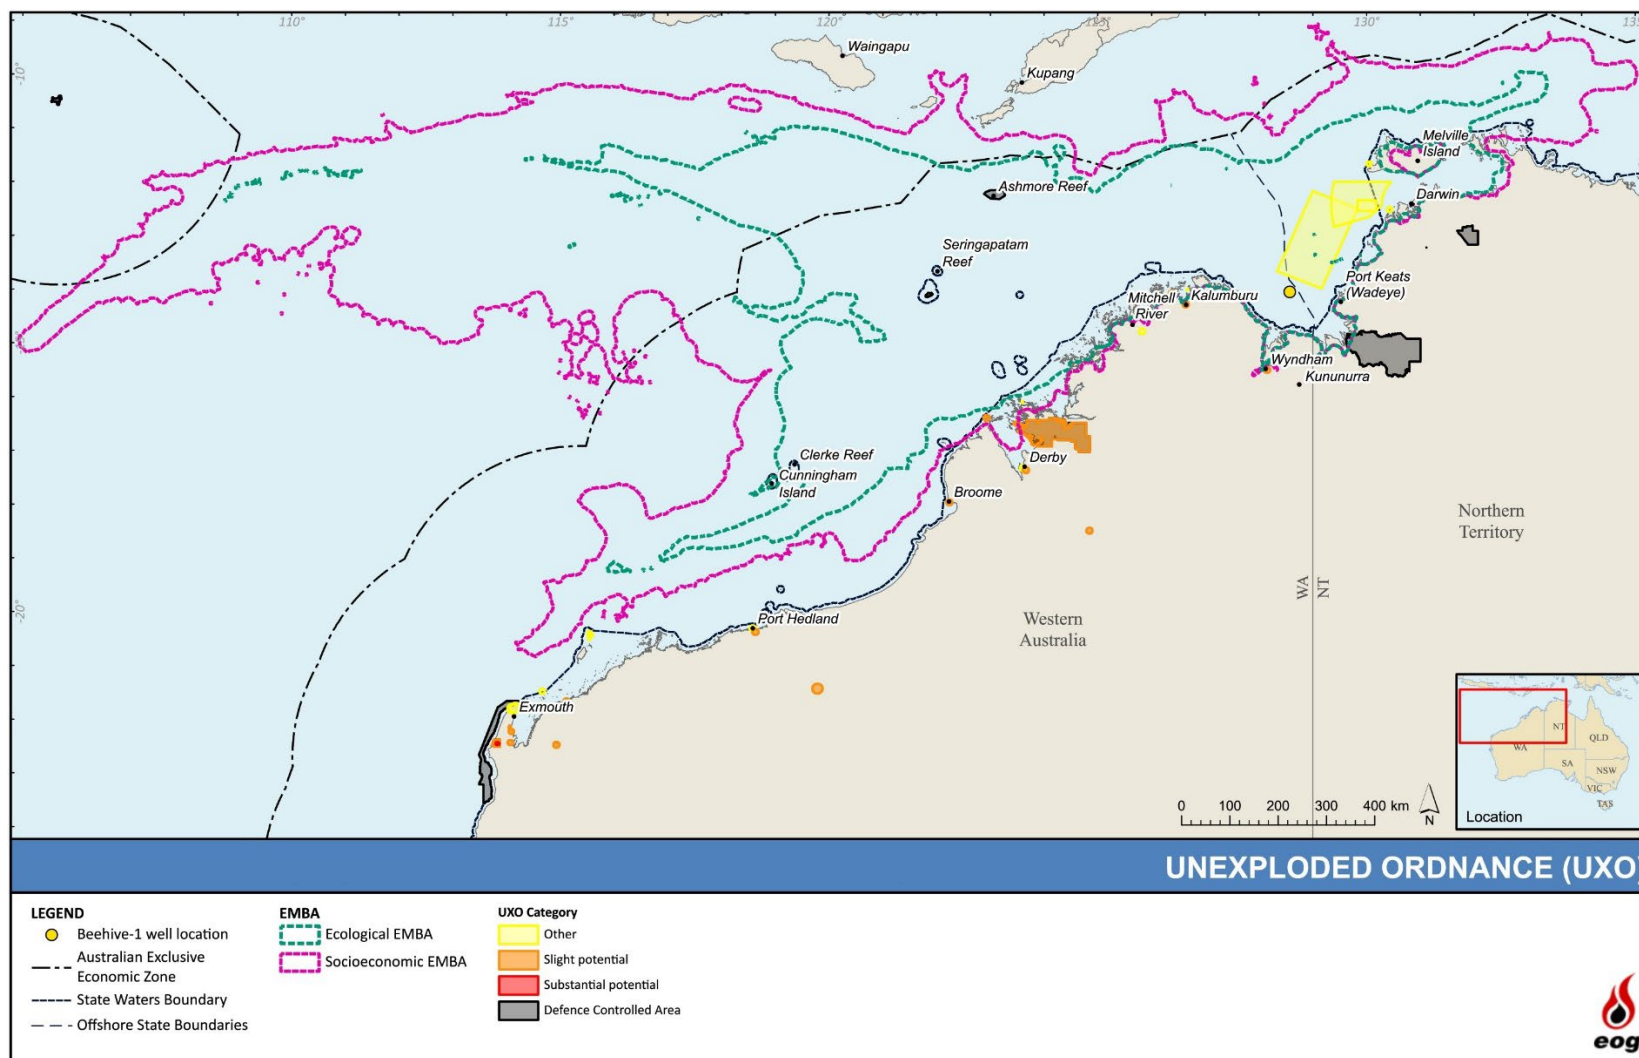 110°
115°
120°
125°
130°
135
-10°
-20°
Waingapu
Kupang
Melville
Island
Darwin
Ashmore Reef
Seringapatam
Reef
Port Keats
(Wadeye)
Mitchell
River
Kalumburu
Wyndham
Kununurra
Derby
Clerke Reef
Cunningham
Island
Broome
Northern
Territory
WA
NT
Western
Australia
Port Hedland
Exmouth
0 100 200 300 400 km
N
WA
NT
QLD
SA
NSW
VIC
TAS
Location
UNEXPLODED ORDNANCE (UXO)
LEGEND
Beehive-1 well location
Australian Exclusive
Economic Zone
State Waters Boundary
Offshore State Boundaries
EMBA
Ecological EMBA
Socioeconomic EMBA
UXO Category
Other
Slight potential
Substantial potential
Defence Controlled Area
eog